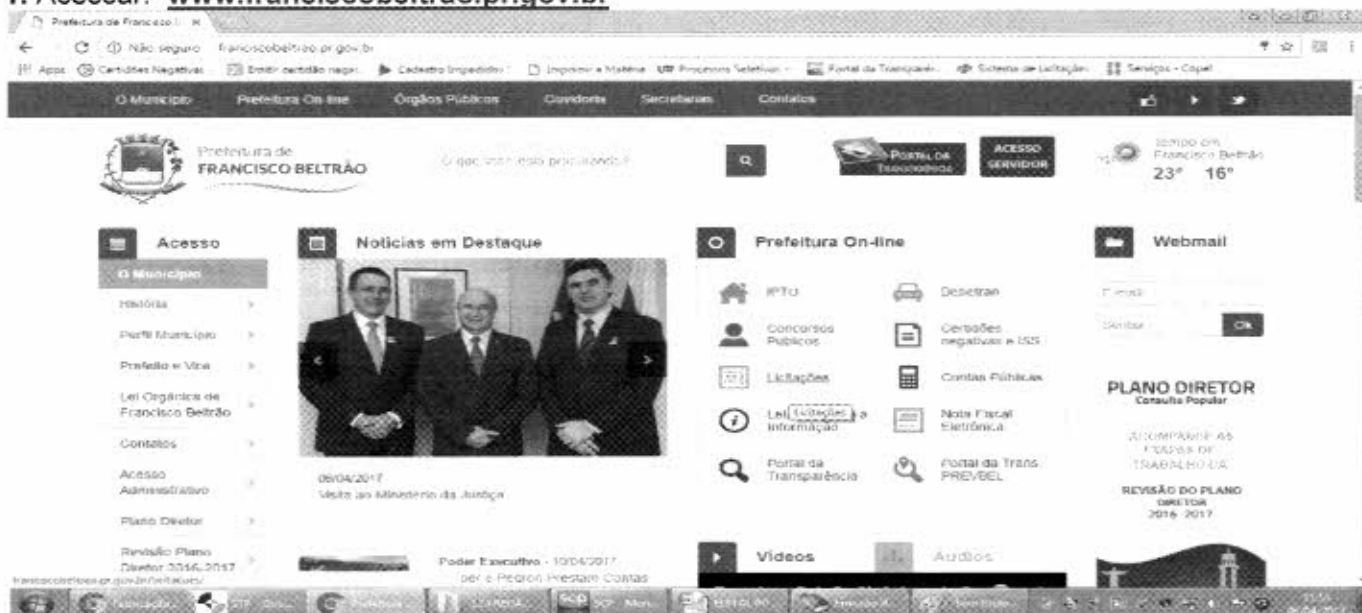 Acessar: www.franciscobeltrao.pr.gov.br
Prefeitura de Francisco
Não seguro franciscobeltrao.pr.gov.br
Apps Certidões Negativas Emitir certidão negat. Cadastro Impedidos Imprimir a Matéria Processos Seletivos Portal da Transparên. Sistema de Licitações Serviços - Copel
O Município Prefeitura On-line Órgãos Públicos Ouvidoria Secretarias Contatos
Prefeitura de
FRANCISCO BELTRÃO
O que você está procurando?
PORTAL DA
TRANSPARÊNCIA
ACESSO
SERVIDOR
Tempo em
Francisco Beltrão
23° 16°
Acesso
O Município
História
Perfil Município
Prefeito e Vice
Lei Orgânica de
Francisco Beltrão
Contatos
Acesso
Administrativo
Plano Diretor
Revisão Plano
Diretor 2016-2017
Notícias em Destaque
06/04/2017
Visita ao Ministério da Justiça
Poder Executivo - 10/04/2017
Prestam Contas
Prefeitura On-line
IPTU
Debetran
Concursos
Públicos
Certidões
negativas e ISS
Licitações
Contas Públicas
Lei Licitações a
Informação
Nota Fiscal
Eletrônica
Portal da
Transparência
Portal da Trans.
PREVBEL
Vídeos
Áudios
Webmail
E-mail
Senha
Ok
PLANO DIRETOR
Consulta Popular
ACOMPANHE AS
ETAPAS DE
TRABALHO DA
REVISÃO DO PLANO
DIRETOR
2016-2017